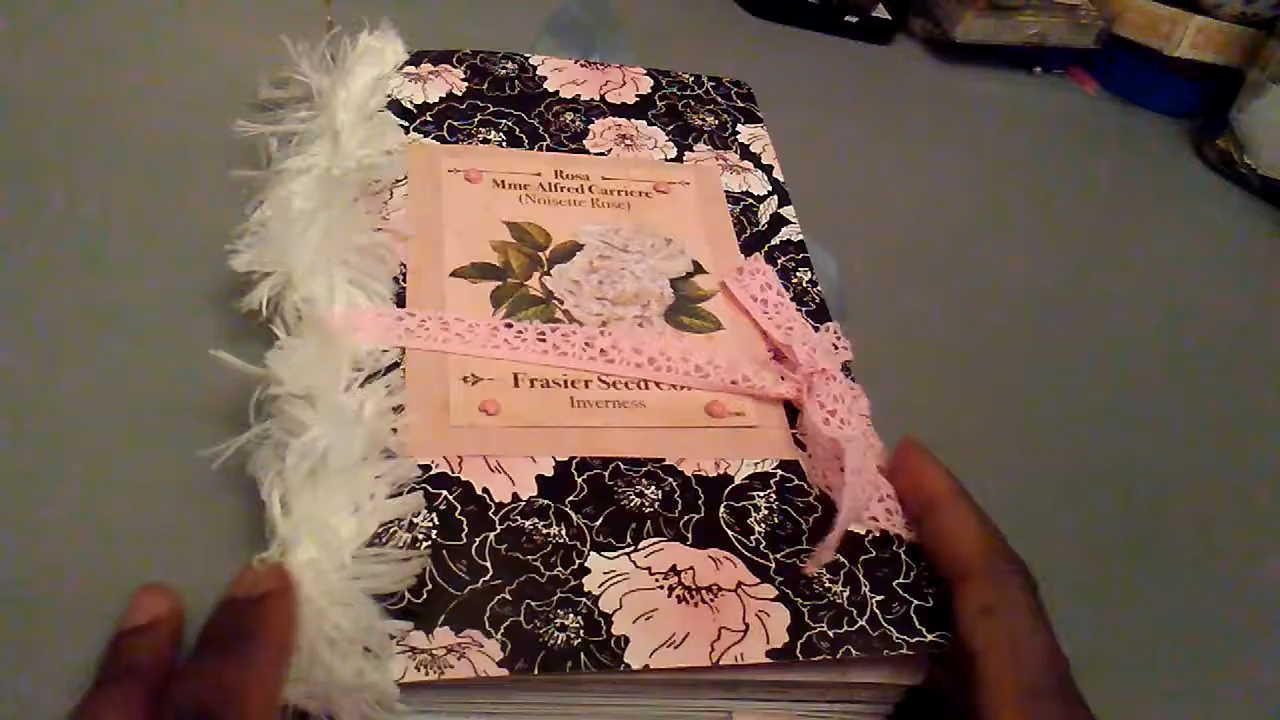 Rosa
Mme Alfred Carriere
(Noisette Rose)
Frasier Seed
Inverness